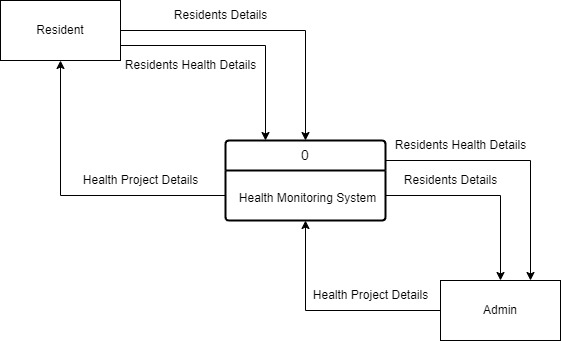 Residents Details
Resident
Residents Health Details
0
Residents Health Details
Health Project Details
Residents Details
Health Monitoring System
Health Project Details
Admin